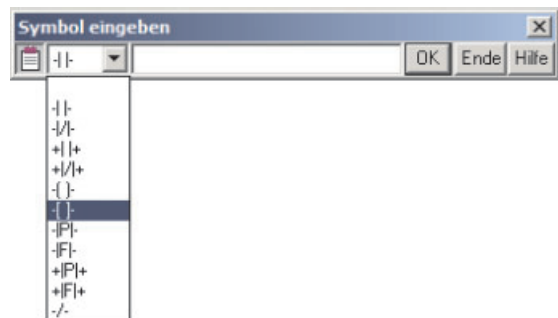 Symbol eingeben
-| |- OK Ende Hilfe
-| |-
-|/|-
+| |+
+|/|+
-( )-
-[ ]-
-|P|-
-|F|-
+|P|+
+|F|+
-/-